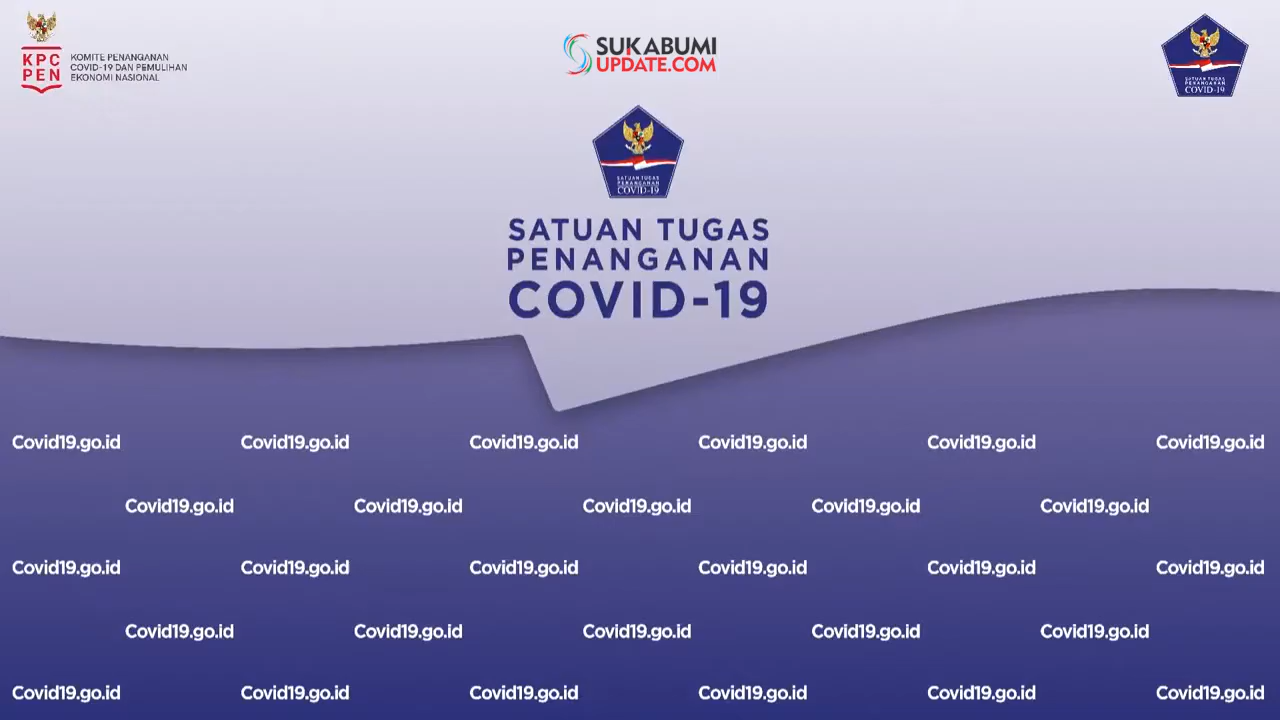 KPC
PEN
KOMITE PENANGANAN
COVID-19 DAN PEMULIHAN
EKONOMI NASIONAL
SUKABUMI
UPDATE.COM
SATUAN TUGAS
PENANGANAN
COVID-19
SATUAN TUGAS
PENANGANAN
COVID-19
SATUAN TUGAS
PENANGANAN
COVID-19
Covid19.go.id Covid19.go.id Covid19.go.id Covid19.go.id Covid19.go.id Covid19.go.id
Covid19.go.id Covid19.go.id Covid19.go.id Covid19.go.id Covid19.go.id
Covid19.go.id Covid19.go.id Covid19.go.id Covid19.go.id Covid19.go.id Covid19.go.id
Covid19.go.id Covid19.go.id Covid19.go.id Covid19.go.id Covid19.go.id
Covid19.go.id Covid19.go.id Covid19.go.id Covid19.go.id Covid19.go.id Covid19.go.id